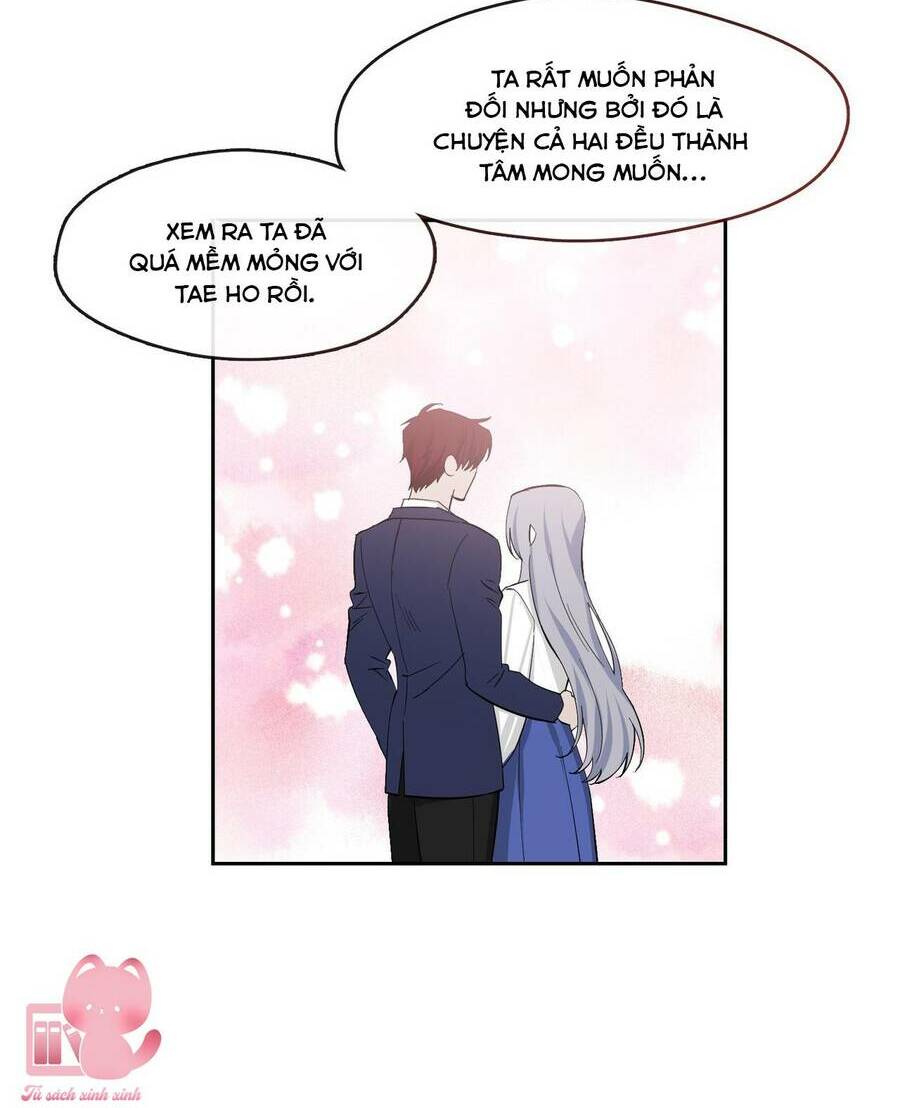 TA RẤT MUỐN PHẢN
ĐỐI NHƯNG BỞI ĐÓ LÀ
CHUYỆN CẢ HAI ĐỀU THÀNH
TÂM MONG MUỐN...
XEM RA TA ĐÃ
QUÁ MỀM MỎNG VỚI
TAE HO RỒI.
Tủ sách xinh xinh